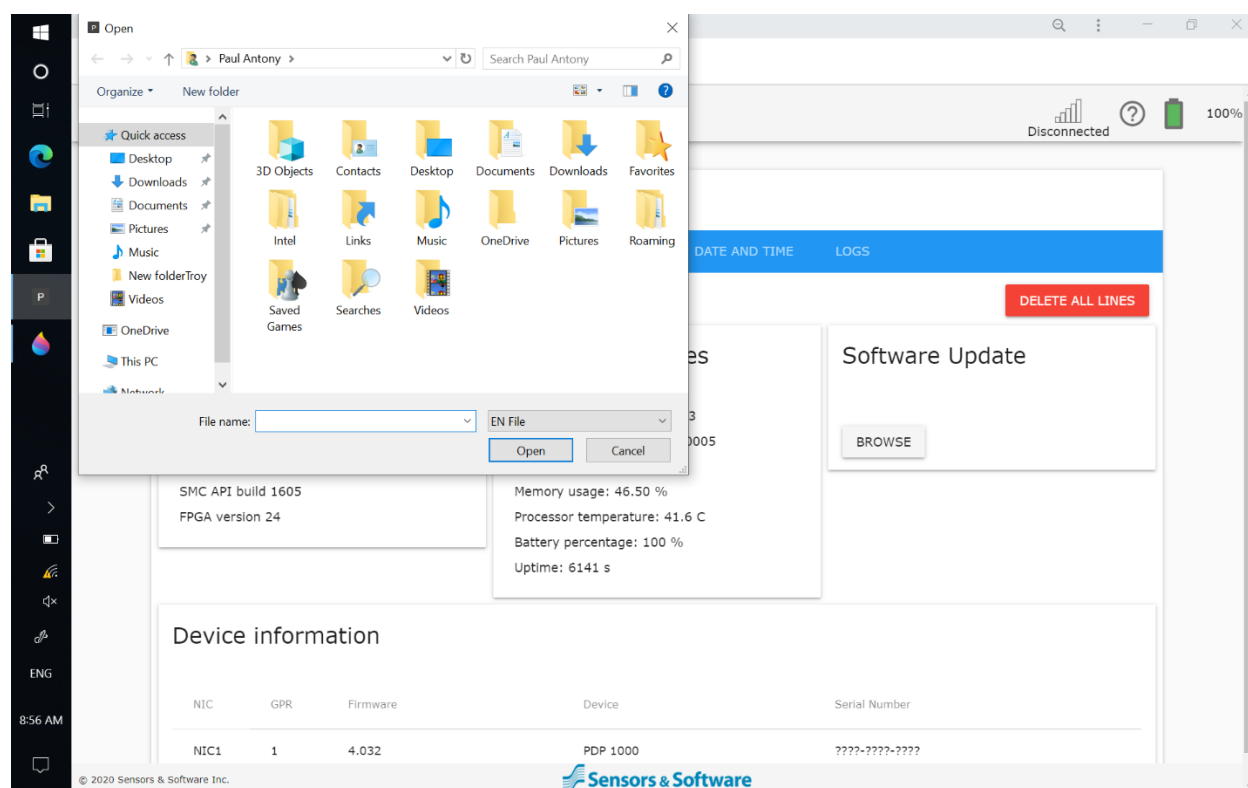 Open
Paul Antony
Search Paul Antony
Organize
New folder
Quick access
Desktop
Downloads
Documents
Pictures
Music
New folderTroy
Videos
OneDrive
This PC
Network
3D Objects
Contacts
Desktop
Documents
Downloads
Favorites
Intel
Links
Music
OneDrive
Pictures
Roaming
Saved
Games
Searches
Videos
File name:
EN File
Open
Cancel
P
ENG
8:56 AM
Disconnected
100%
DATE AND TIME
LOGS
DELETE ALL LINES
es
3
0005
Software Update
BROWSE
SMC API build 1605
FPGA version 24
Memory usage: 46.50 %
Processor temperature: 41.6 C
Battery percentage: 100 %
Uptime: 6141 s
Device information
NIC GPR Firmware Device Serial Number
NIC1 1 4.032 PDP 1000 ????-????-????
© 2020 Sensors & Software Inc.
Sensors & Software